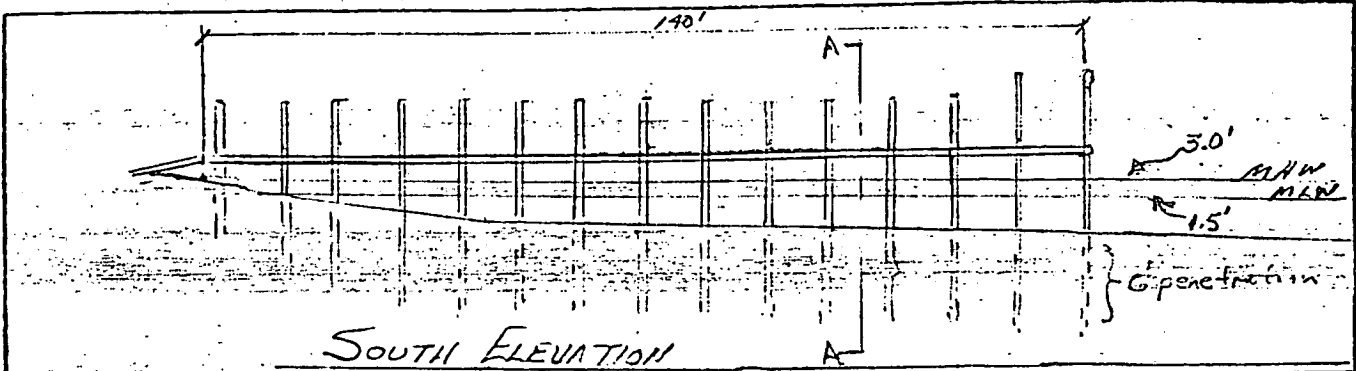 140'
A
3.0'
MHW
MLW
1.5'
6' penetration
A
SOUTH ELEVATION